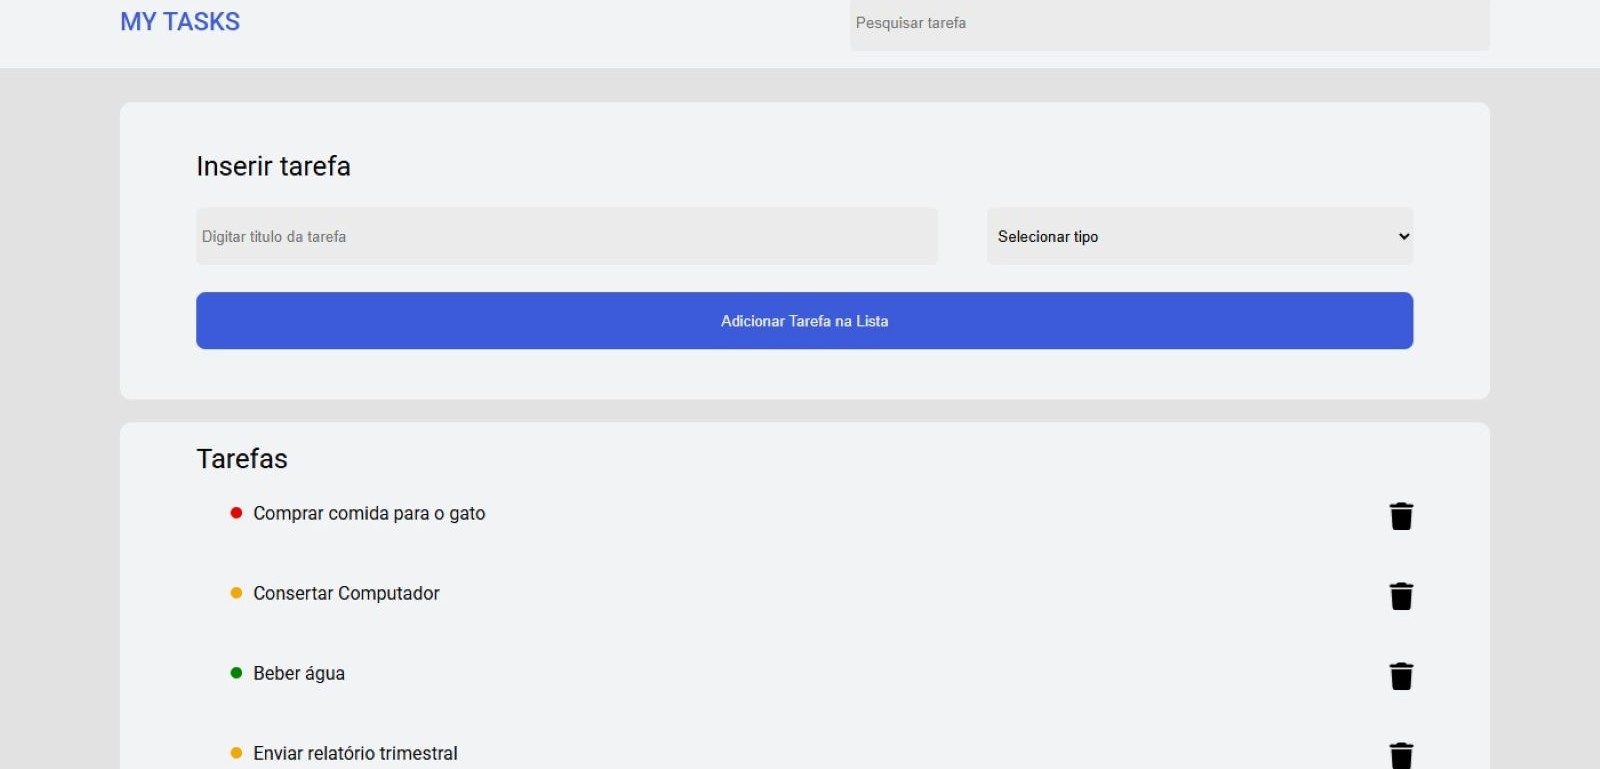 MY TASKS
Pesquisar tarefa
Inserir tarefa
Digitar titulo da tarefa
Selecionar tipo
Adicionar Tarefa na Lista
Tarefas
Comprar comida para o gato
Consertar Computador
Beber água
Enviar relatório trimestral